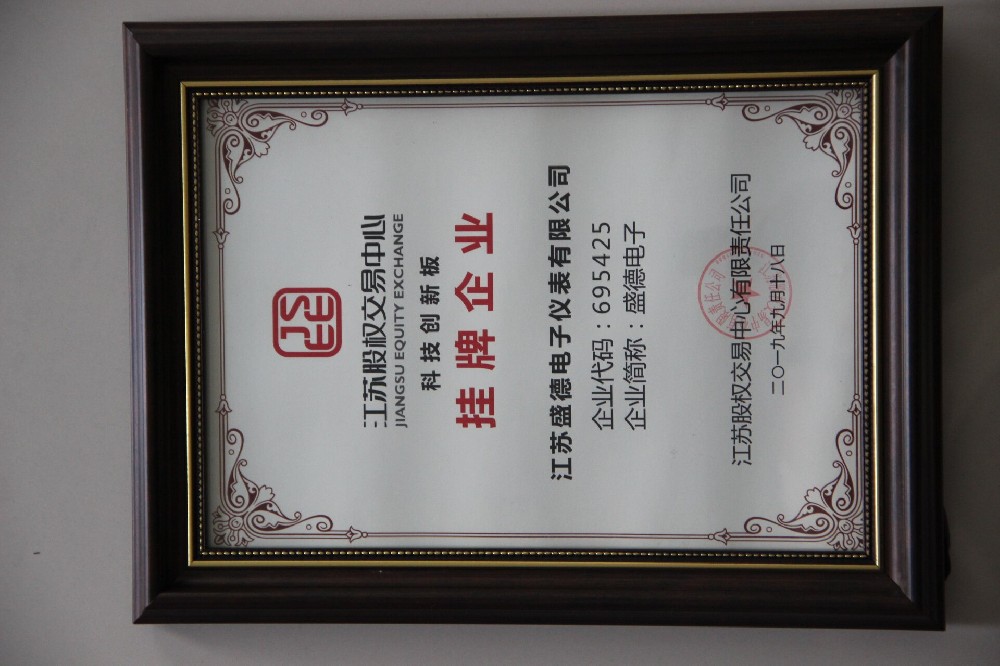 JSEE
江苏股权交易中心
JIANGSU EQUITY EXCHANGE
科技创新板
挂牌企业
江苏盛德电子仪表有限公司
企业代码：695425
企业简称：盛德电子
江苏股权交易中心有限责任公司
二〇一九年九月十八日